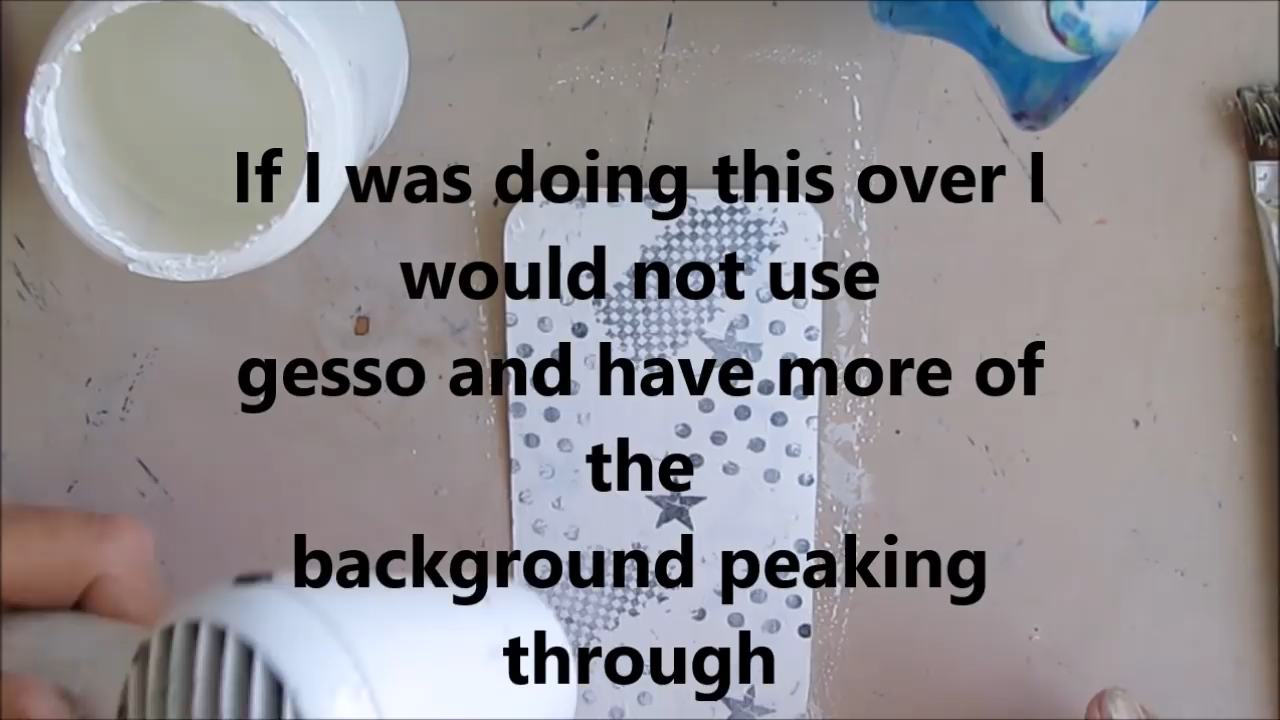 If I was doing this over I
would not use
gesso and have more of
the
background peaking
through